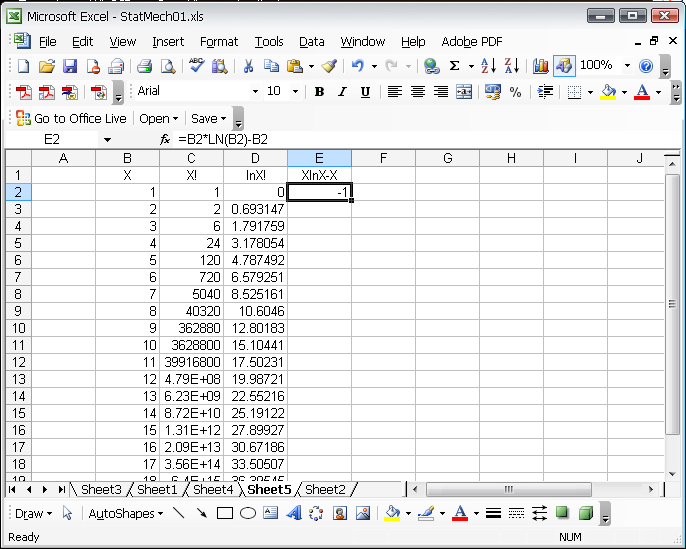 Microsoft Excel - StatMech01.xls
File Edit View Insert Format Tools Data Window Help Adobe PDF
Σ A Z Z A 100% ?
Arial 10 B I U $ % A
Go to Office Live Open Save
E2 fx =B2*LN(B2)-B2
A B C D E F G H I J
1 X X! lnX! XlnX-X
2 1 1 0 -1
3 2 2 0.693147
4 3 6 1.791759
5 4 24 3.178054
6 5 120 4.787492
7 6 720 6.579251
8 7 5040 8.525161
9 8 40320 10.6046
10 9 362880 12.80183
11 10 3628800 15.10441
12 11 39916800 17.50231
13 12 4.79E+08 19.98721
14 13 6.23E+09 22.55216
15 14 8.72E+10 25.19122
16 15 1.31E+12 27.89927
17 16 2.09E+13 30.67186
18 17 3.56E+14 33.50507
19 18 6.4E+15 36.39545
Sheet3 Sheet1 Sheet4 Sheet5 Sheet2
Draw AutoShapes A A A
Ready NUM